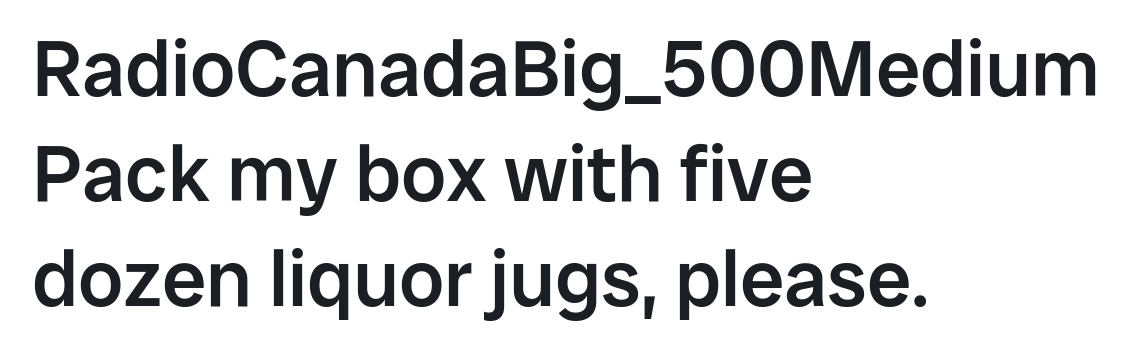 RadioCanadaBig_500Medium
Pack my box with five
dozen liquor jugs, please.